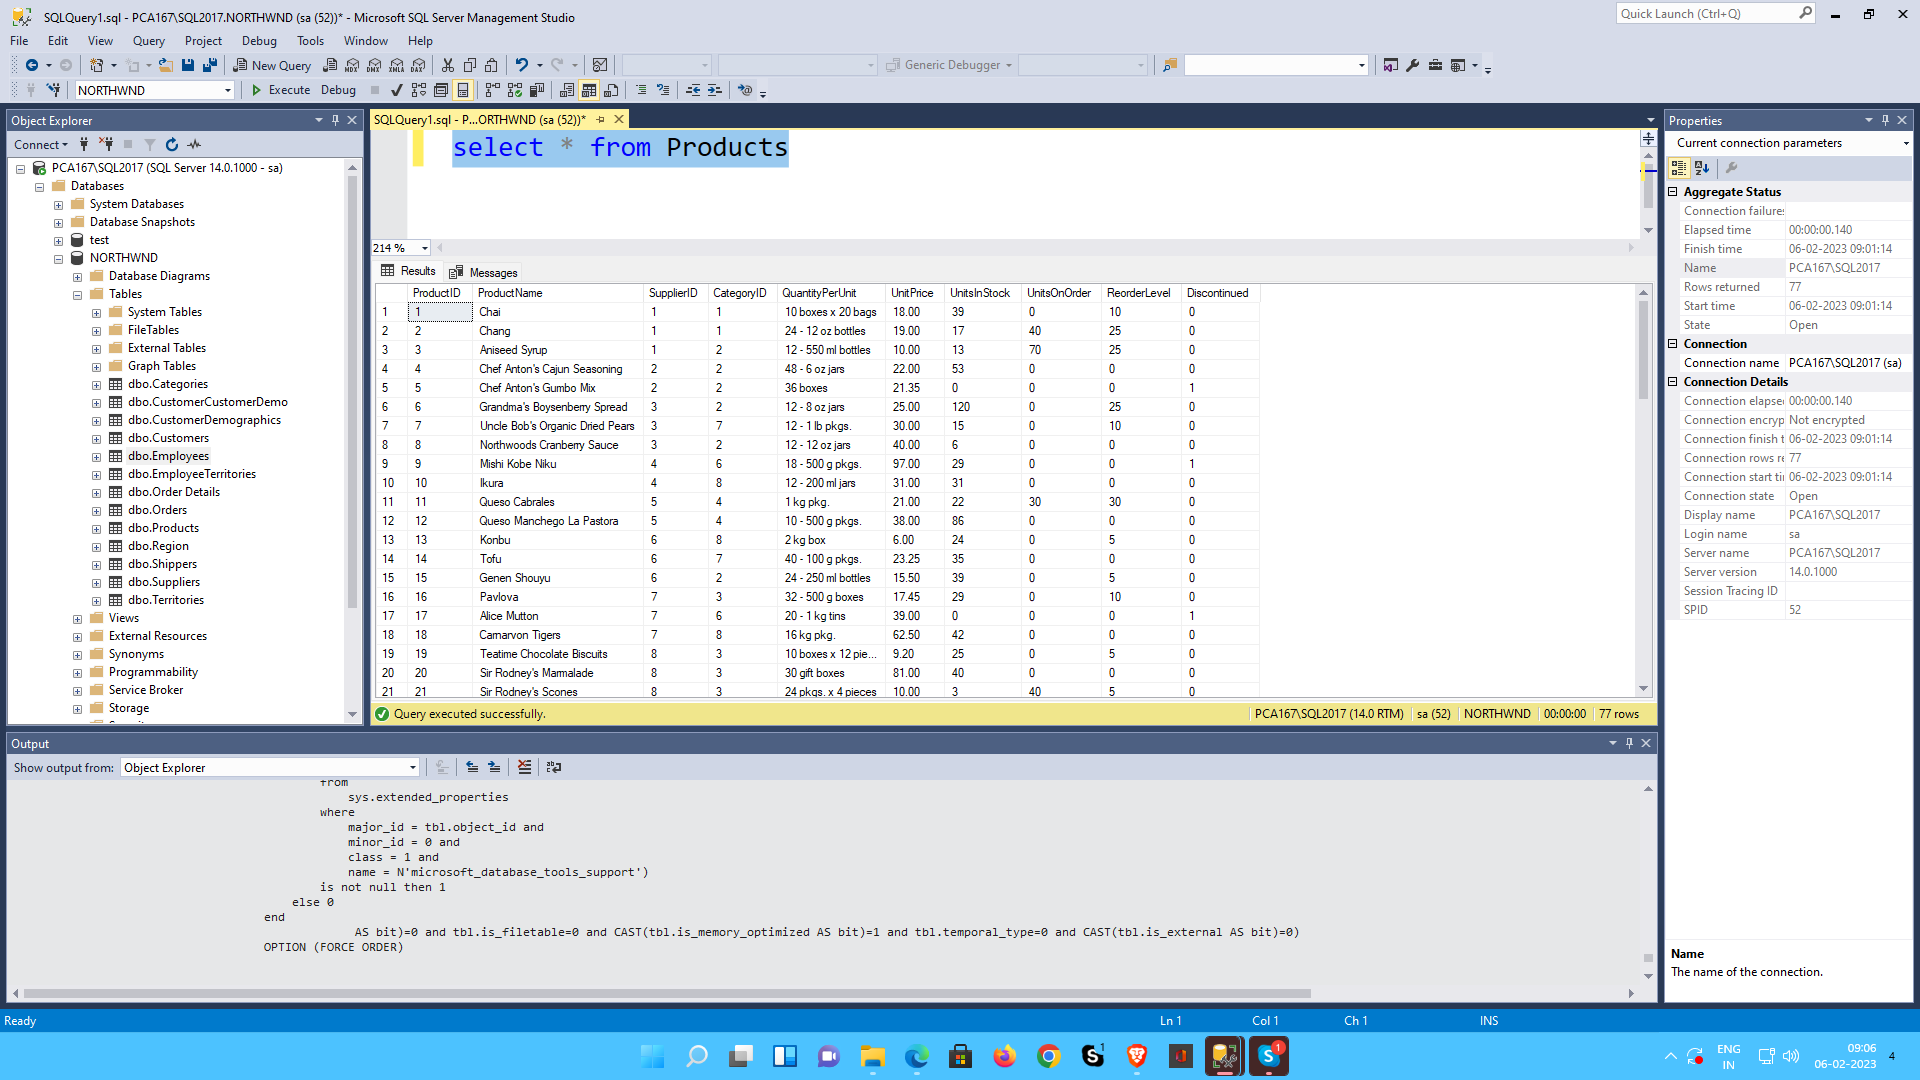 SQLQuery1.sql - PCA167\SQL2017.NORTHWND (sa (52))* - Microsoft SQL Server Management Studio
Quick Launch (Ctrl+Q)
File Edit View Query Project Debug Tools Window Help
New Query
MDX DMX XMLA DAX
Generic Debugger
NORTHWND
Execute Debug
Object Explorer
Connect
PCA167\SQL2017 (SQL Server 14.0.1000 - sa)
Databases
System Databases
Database Snapshots
test
NORTHWND
Database Diagrams
Tables
System Tables
FileTables
External Tables
Graph Tables
dbo.Categories
dbo.CustomerCustomerDemo
dbo.CustomerDemographics
dbo.Customers
dbo.Employees
dbo.EmployeeTerritories
dbo.Order Details
dbo.Orders
dbo.Products
dbo.Region
dbo.Shippers
dbo.Suppliers
dbo.Territories
Views
External Resources
Synonyms
Programmability
Service Broker
Storage
SQLQuery1.sql - P...ORTHWND (sa (52))*
select * from Products
214 %
Results Messages
ProductID ProductName SupplierID CategoryID QuantityPerUnit UnitPrice UnitsInStock UnitsOnOrder ReorderLevel Discontinued
1 1 Chai 1 1 10 boxes x 20 bags 18.00 39 0 10 0
2 2 Chang 1 1 24 - 12 oz bottles 19.00 17 40 25 0
3 3 Aniseed Syrup 1 2 12 - 550 ml bottles 10.00 13 70 25 0
4 4 Chef Anton's Cajun Seasoning 2 2 48 - 6 oz jars 22.00 53 0 0 0
5 5 Chef Anton's Gumbo Mix 2 2 36 boxes 21.35 0 0 0 1
6 6 Grandma's Boysenberry Spread 3 2 12 - 8 oz jars 25.00 120 0 25 0
7 7 Uncle Bob's Organic Dried Pears 3 7 12 - 1 lb pkgs. 30.00 15 0 10 0
8 8 Northwoods Cranberry Sauce 3 2 12 - 12 oz jars 40.00 6 0 0 0
9 9 Mishi Kobe Niku 4 6 18 - 500 g pkgs. 97.00 29 0 0 1
10 10 Ikura 4 8 12 - 200 ml jars 31.00 31 0 0 0
11 11 Queso Cabrales 5 4 1 kg pkg. 21.00 22 30 30 0
12 12 Queso Manchego La Pastora 5 4 10 - 500 g pkgs. 38.00 86 0 0 0
13 13 Konbu 6 8 2 kg box 6.00 24 0 5 0
14 14 Tofu 6 7 40 - 100 g pkgs. 23.25 35 0 0 0
15 15 Genen Shouyu 6 2 24 - 250 ml bottles 15.50 39 0 5 0
16 16 Pavlova 7 3 32 - 500 g boxes 17.45 29 0 10 0
17 17 Alice Mutton 7 6 20 - 1 kg tins 39.00 0 0 0 1
18 18 Carnarvon Tigers 7 8 16 kg pkg. 62.50 42 0 0 0
19 19 Teatime Chocolate Biscuits 8 3 10 boxes x 12 pie... 9.20 25 0 5 0
20 20 Sir Rodney's Marmalade 8 3 30 gift boxes 81.00 40 0 0 0
21 21 Sir Rodney's Scones 8 3 24 pkgs. x 4 pieces 10.00 3 40 5 0
Query executed successfully. PCA167\SQL2017 (14.0 RTM) sa (52) NORTHWND 00:00:00 77 rows
Properties
Current connection parameters
Aggregate Status
Connection failures
Elapsed time 00:00:00.140
Finish time 06-02-2023 09:01:14
Name PCA167\SQL2017
Rows returned 77
Start time 06-02-2023 09:01:14
State Open
Connection
Connection name PCA167\SQL2017 (sa)
Connection Details
Connection elapse 00:00:00.140
Connection encryp Not encrypted
Connection finish t 06-02-2023 09:01:14
Connection rows re 77
Connection start ti 06-02-2023 09:01:14
Connection state Open
Display name PCA167\SQL2017
Login name sa
Server name PCA167\SQL2017
Server version 14.0.1000
Session Tracing ID
SPID 52
Name
The name of the connection.
Output
Show output from: Object Explorer
from
sys.extended_properties
where
major_id = tbl.object_id and
minor_id = 0 and
class = 1 and
name = N'microsoft_database_tools_support')
is not null then 1
else 0
end
AS bit)=0 and tbl.is_filetable=0 and CAST(tbl.is_memory_optimized AS bit)=1 and tbl.temporal_type=0 and CAST(tbl.is_external AS bit)=0)
OPTION (FORCE ORDER)
Ready Ln 1 Col 1 Ch 1 INS
ENG
IN
09:06
06-02-2023
4